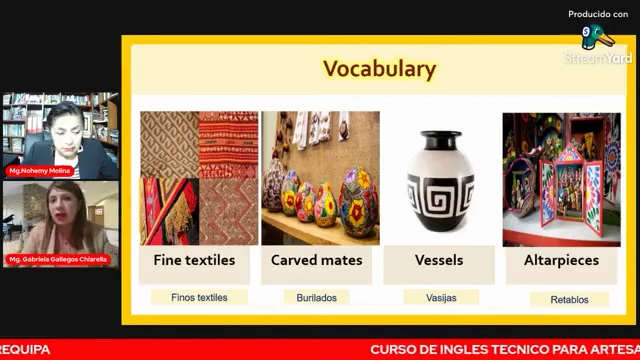 Producido con
StreamYard
Vocabulary
Mg.Nohemy Molina
Mg. Gabriela Gallegos Chiarella
Fine textiles
Carved mates
Vessels
Altarpieces
Finos textiles
Burilados
Vasijas
Retablos
REQUIPA
CURSO DE INGLES TECNICO PARA ARTESA